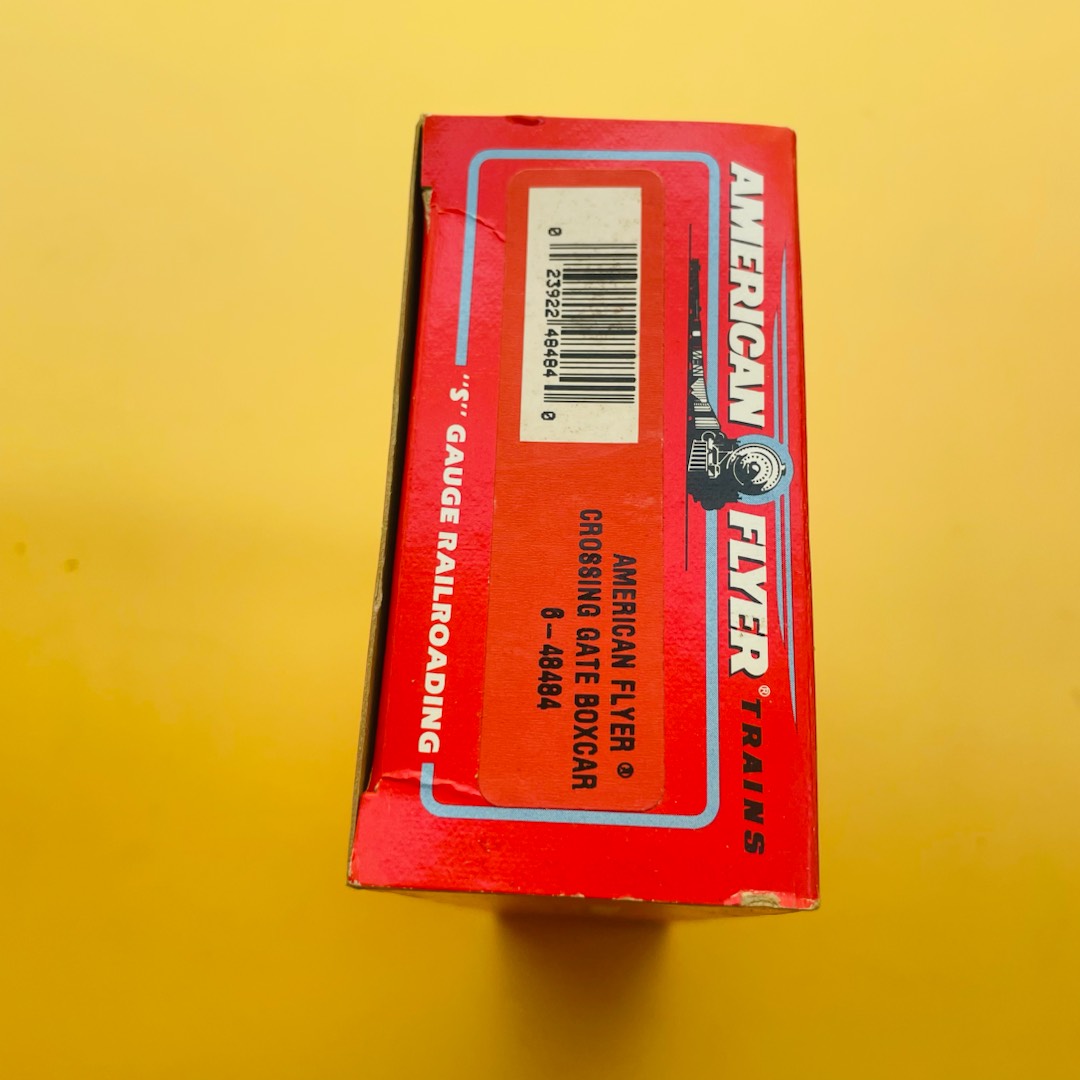 AMERICAN FLYER® TRAINS
0 23922 48484 0
AMERICAN FLYER ®
CROSSING GATE BOXCAR
6-48484
"S" GAUGE RAILROADING